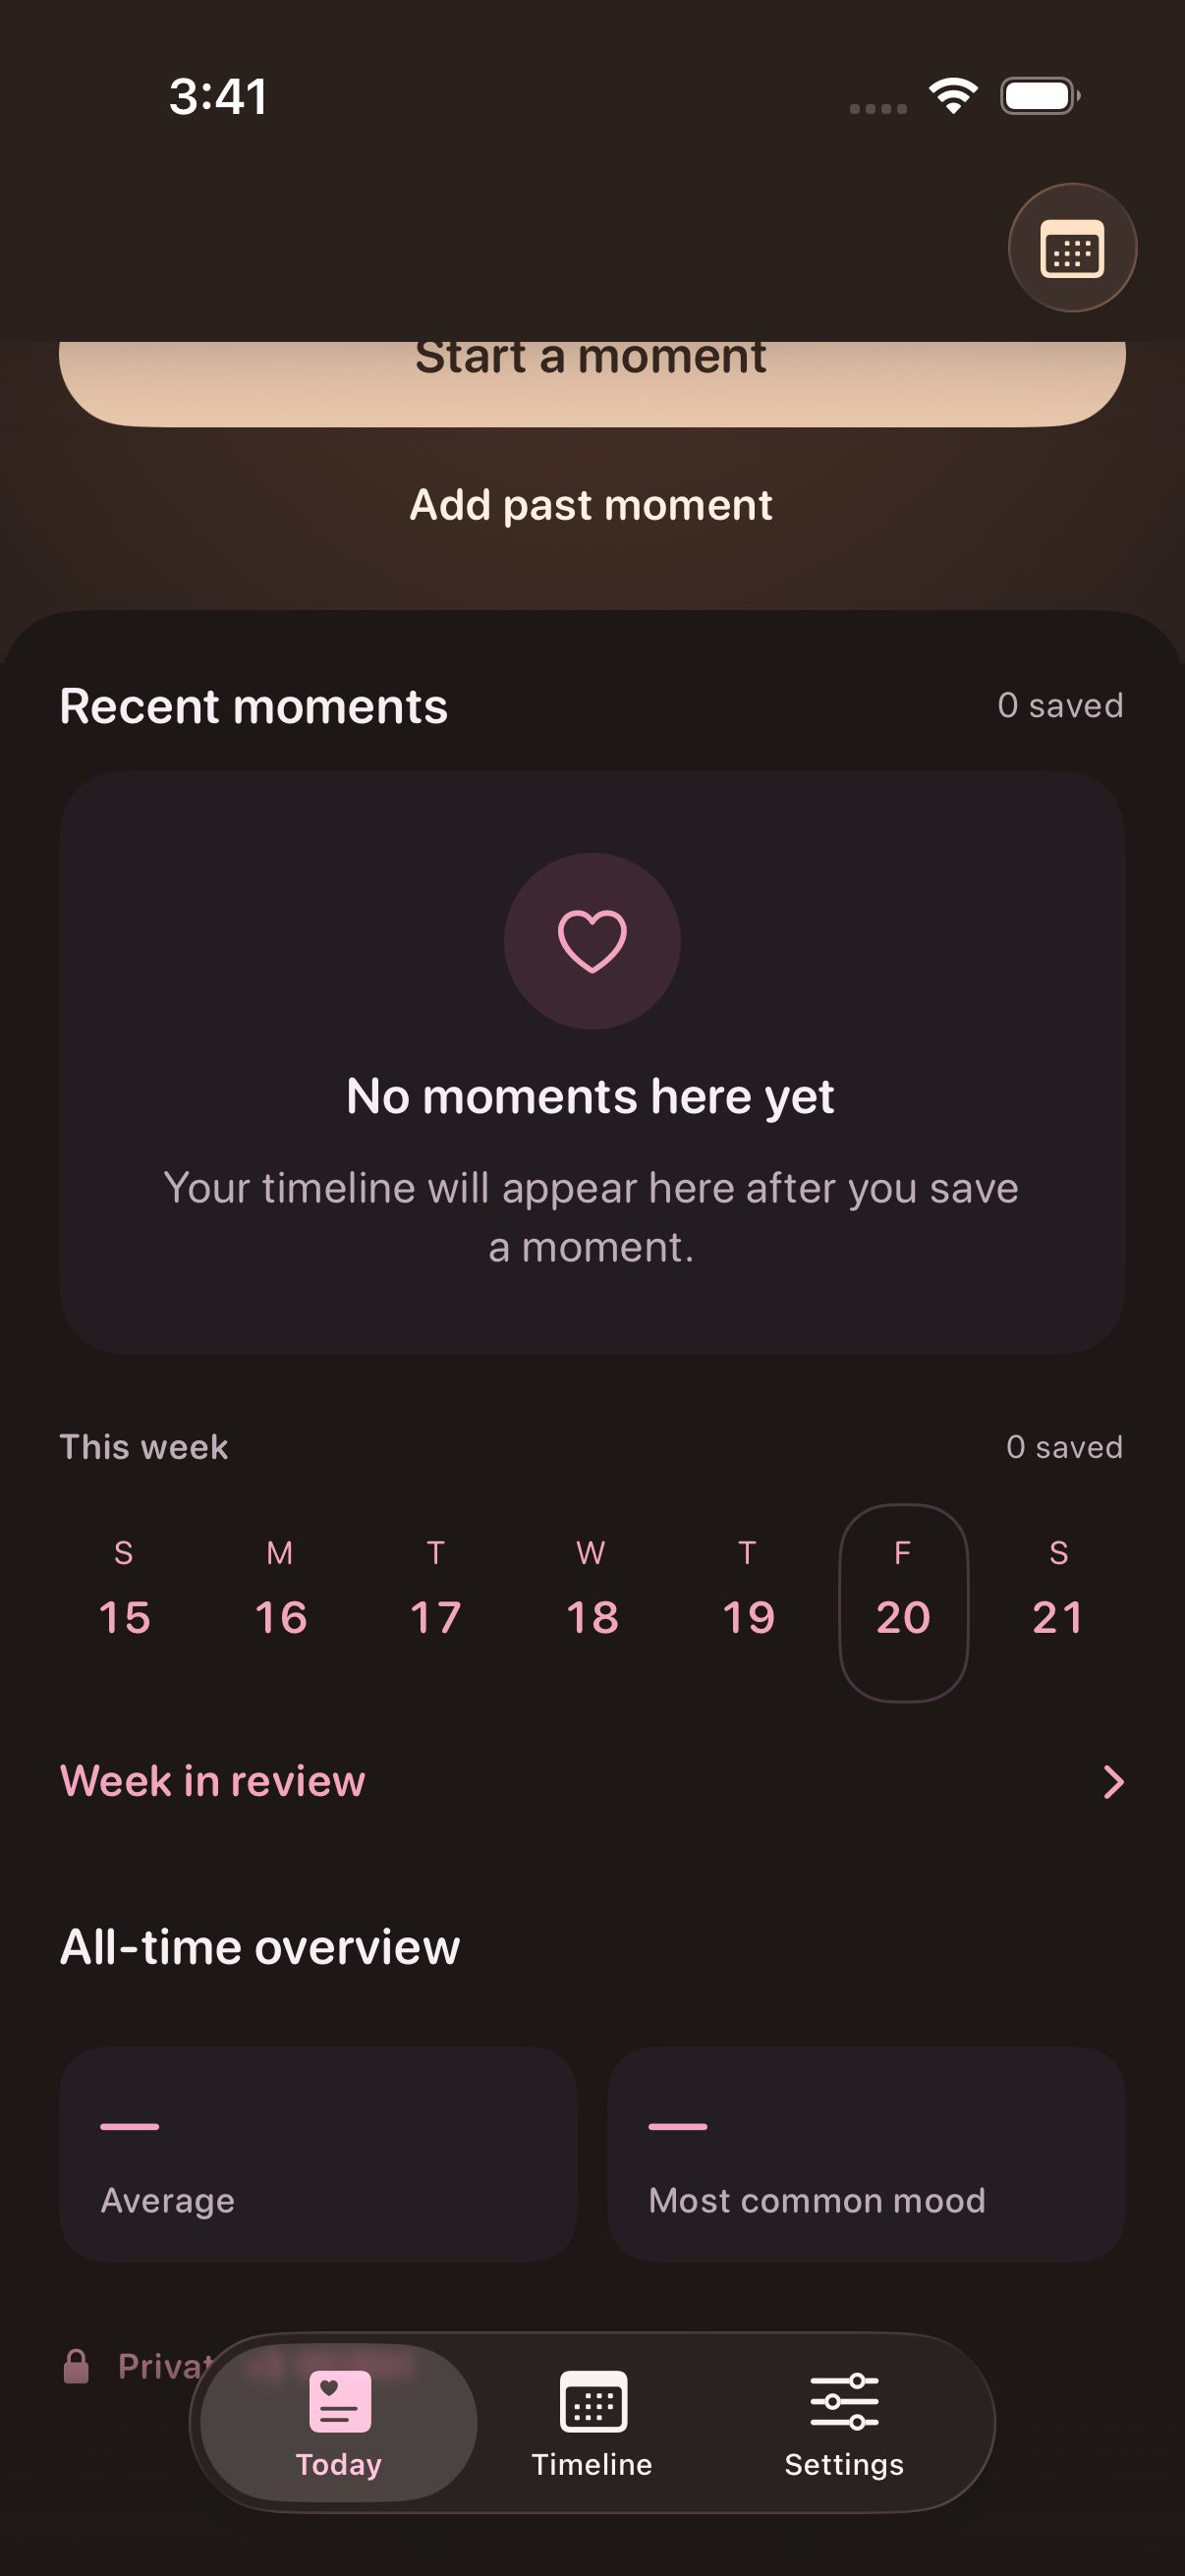 3:41
Start a moment
Add past moment
Recent moments
0 saved
No moments here yet
Your timeline will appear here after you save
a moment.
This week
0 saved
S M T W T F S
15 16 17 18 19 20 21
Week in review
All-time overview
Average
Most common mood
Today
Timeline
Settings